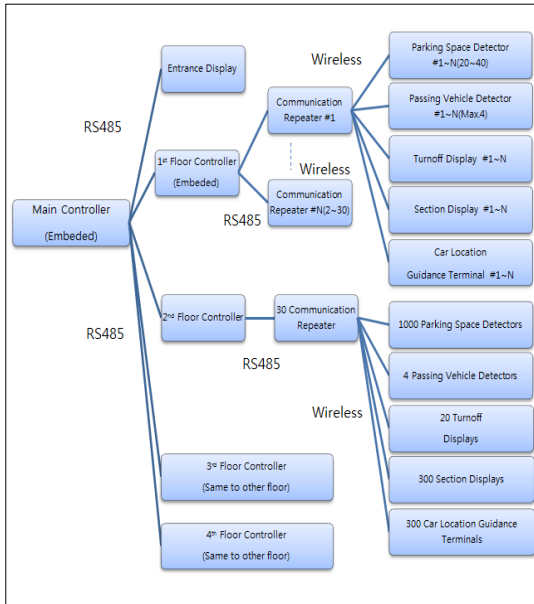 Wireless
Parking Space Detector
#1~N(20~40)
Entrance Display
RS485
Communication
Repeater #1
Passing Vehicle Detector
#1~N(Max.4)
1st Floor Controller
(Embeded)
Wireless
Turnoff Display  #1~N
Main Controller
(Embeded)
RS485
Communication
Repeater #N(2~30)
Section Display  #1~N
Car Location
Guidance Terminal  #1~N
RS485
2nd Floor Controller
30 Communication
Repeater
1000 Parking Space Detectors
RS485
4 Passing Vehicle Detectors
Wireless
20 Turnoff
Displays
3rd Floor Controller
(Same to other floor)
300 Section Displays
4th Floor Controller
(Same to other floor)
300 Car Location Guidance
Terminals